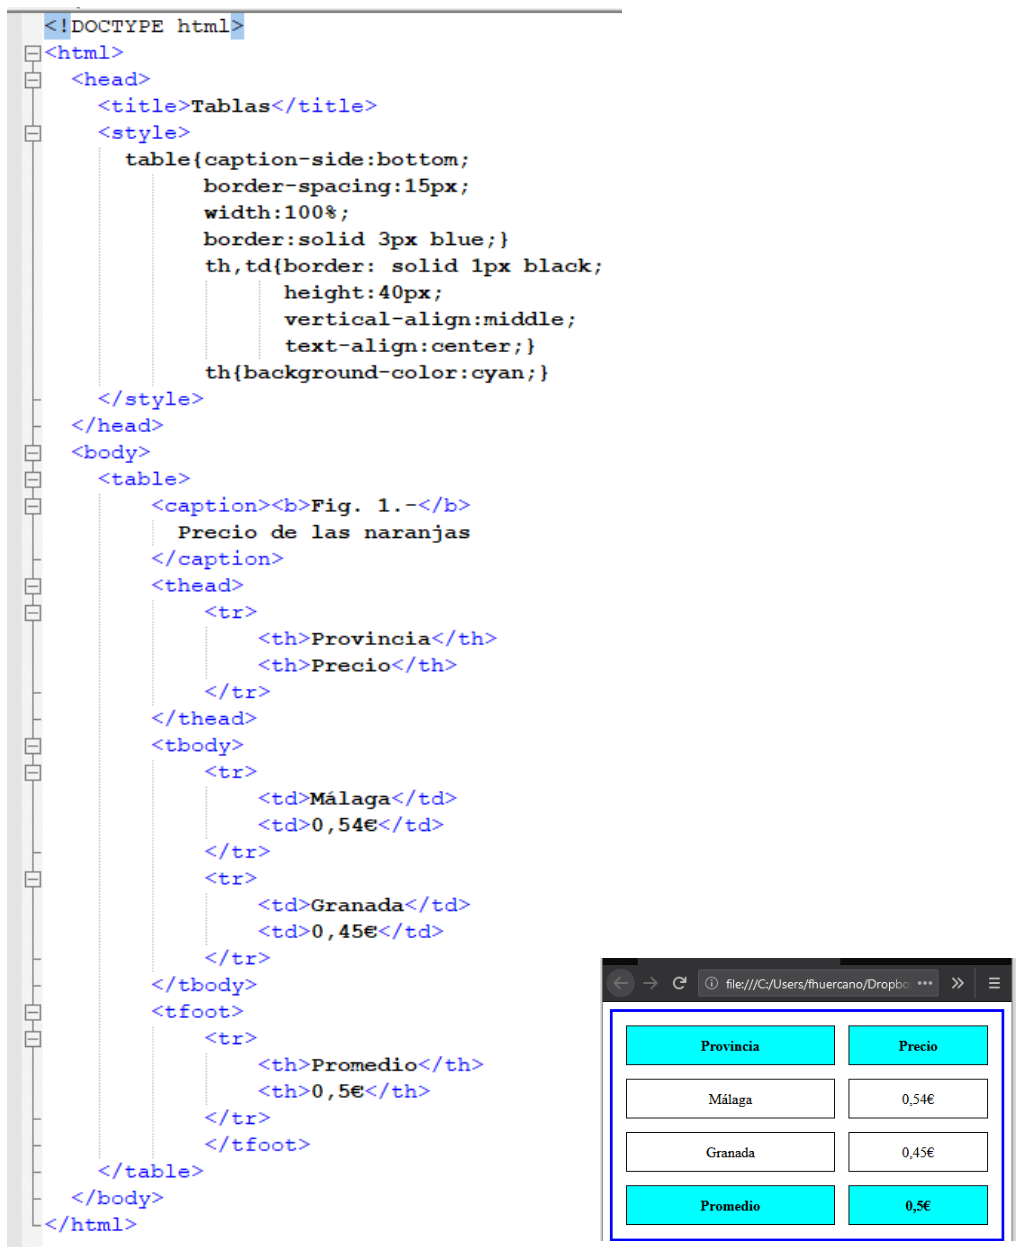 <!DOCTYPE html>
<html>
<head>
<title>Tablas</title>
<style>
table{caption-side:bottom;
border-spacing:15px;
width:100%;
border:solid 3px blue;}
th,td{border: solid 1px black;
height:40px;
vertical-align:middle;
text-align:center;}
th{background-color:cyan;}
</style>
</head>
<body>
<table>
<caption><b>Fig. 1.-</b>
Precio de las naranjas
</caption>
<thead>
<tr>
<th>Provincia</th>
<th>Precio</th>
</tr>
</thead>
<tbody>
<tr>
<td>Málaga</td>
<td>0,54€</td>
</tr>
<tr>
<td>Granada</td>
<td>0,45€</td>
</tr>
</tbody>
<tfoot>
<tr>
<th>Promedio</th>
<th>0,5€</th>
</tr>
</tfoot>
</table>
</body>
</html>
file:///C:/Users/fhuercano/Dropbo
Provincia Precio
Málaga 0,54€
Granada 0,45€
Promedio 0,5€